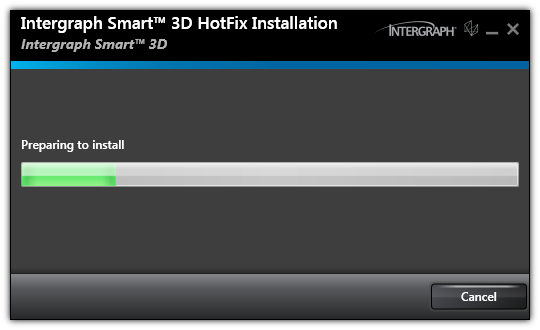 Intergraph Smart™ 3D HotFix Installation
Intergraph Smart™ 3D
INTERGRAPH
Preparing to install
Cancel